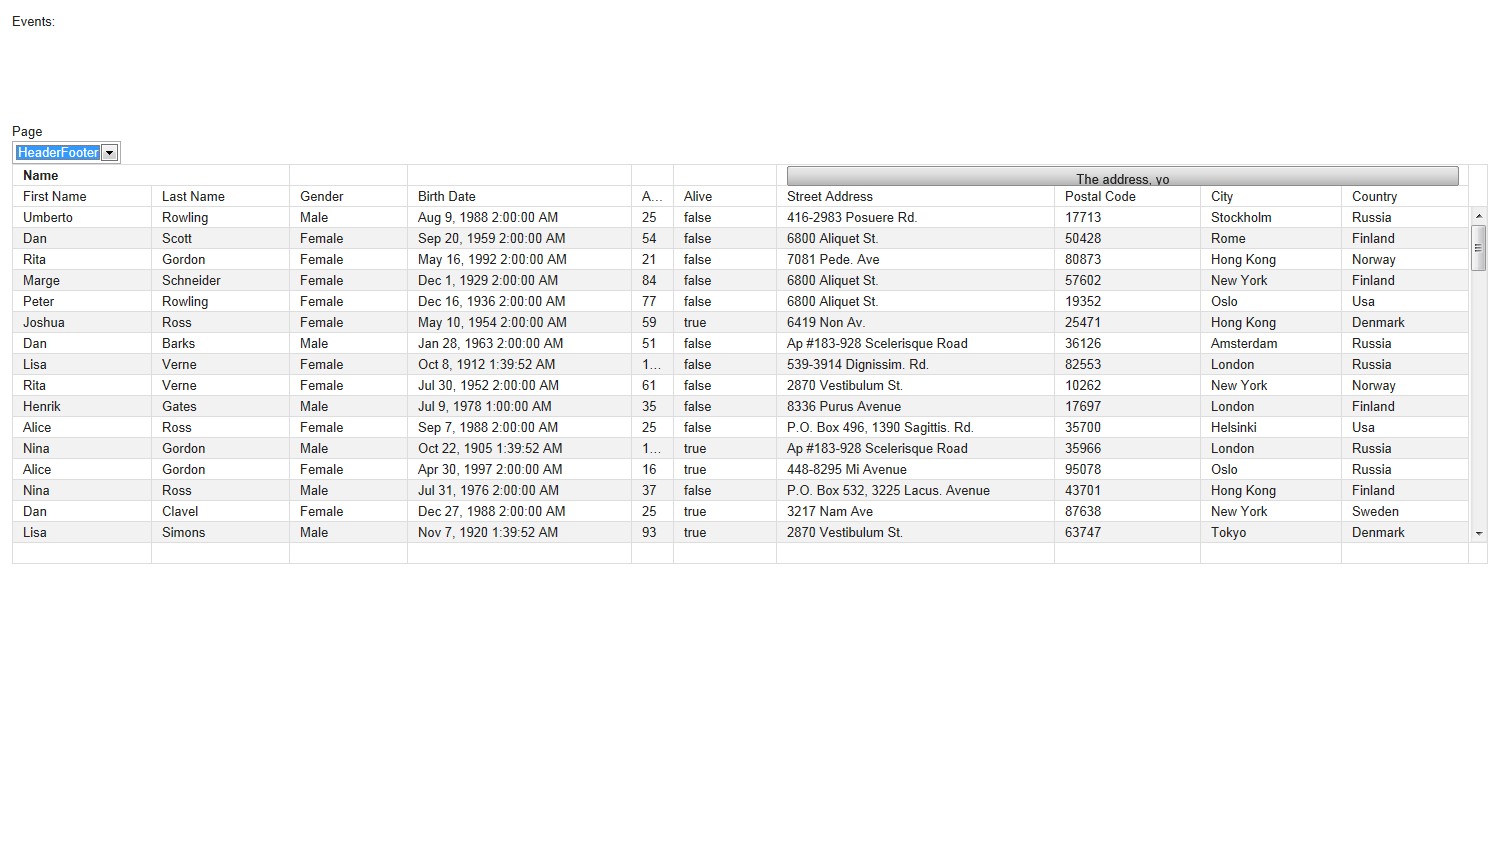 Events:
Page
HeaderFooter
Name The address, yo
First Name Last Name Gender Birth Date A... Alive Street Address Postal Code City Country
Umberto Rowling Male Aug 9, 1988 2:00:00 AM 25 false 416-2983 Posuere Rd. 17713 Stockholm Russia
Dan Scott Female Sep 20, 1959 2:00:00 AM 54 false 6800 Aliquet St. 50428 Rome Finland
Rita Gordon Female May 16, 1992 2:00:00 AM 21 false 7081 Pede. Ave 80873 Hong Kong Norway
Marge Schneider Female Dec 1, 1929 2:00:00 AM 84 false 6800 Aliquet St. 57602 New York Finland
Peter Rowling Female Dec 16, 1936 2:00:00 AM 77 false 6800 Aliquet St. 19352 Oslo Usa
Joshua Ross Female May 10, 1954 2:00:00 AM 59 true 6419 Non Av. 25471 Hong Kong Denmark
Dan Barks Male Jan 28, 1963 2:00:00 AM 51 false Ap #183-928 Scelerisque Road 36126 Amsterdam Russia
Lisa Verne Female Oct 8, 1912 1:39:52 AM 1... false 539-3914 Dignissim. Rd. 82553 London Russia
Rita Verne Female Jul 30, 1952 2:00:00 AM 61 false 2870 Vestibulum St. 10262 New York Norway
Henrik Gates Male Jul 9, 1978 1:00:00 AM 35 false 8336 Purus Avenue 17697 London Finland
Alice Ross Female Sep 7, 1988 2:00:00 AM 25 false P.O. Box 496, 1390 Sagittis. Rd. 35700 Helsinki Usa
Nina Gordon Male Oct 22, 1905 1:39:52 AM 1... true Ap #183-928 Scelerisque Road 35966 London Russia
Alice Gordon Female Apr 30, 1997 2:00:00 AM 16 true 448-8295 Mi Avenue 95078 Oslo Russia
Nina Ross Male Jul 31, 1976 2:00:00 AM 37 false P.O. Box 532, 3225 Lacus. Avenue 43701 Hong Kong Finland
Dan Clavel Female Dec 27, 1988 2:00:00 AM 25 true 3217 Nam Ave 87638 New York Sweden
Lisa Simons Male Nov 7, 1920 1:39:52 AM 93 true 2870 Vestibulum St. 63747 Tokyo Denmark